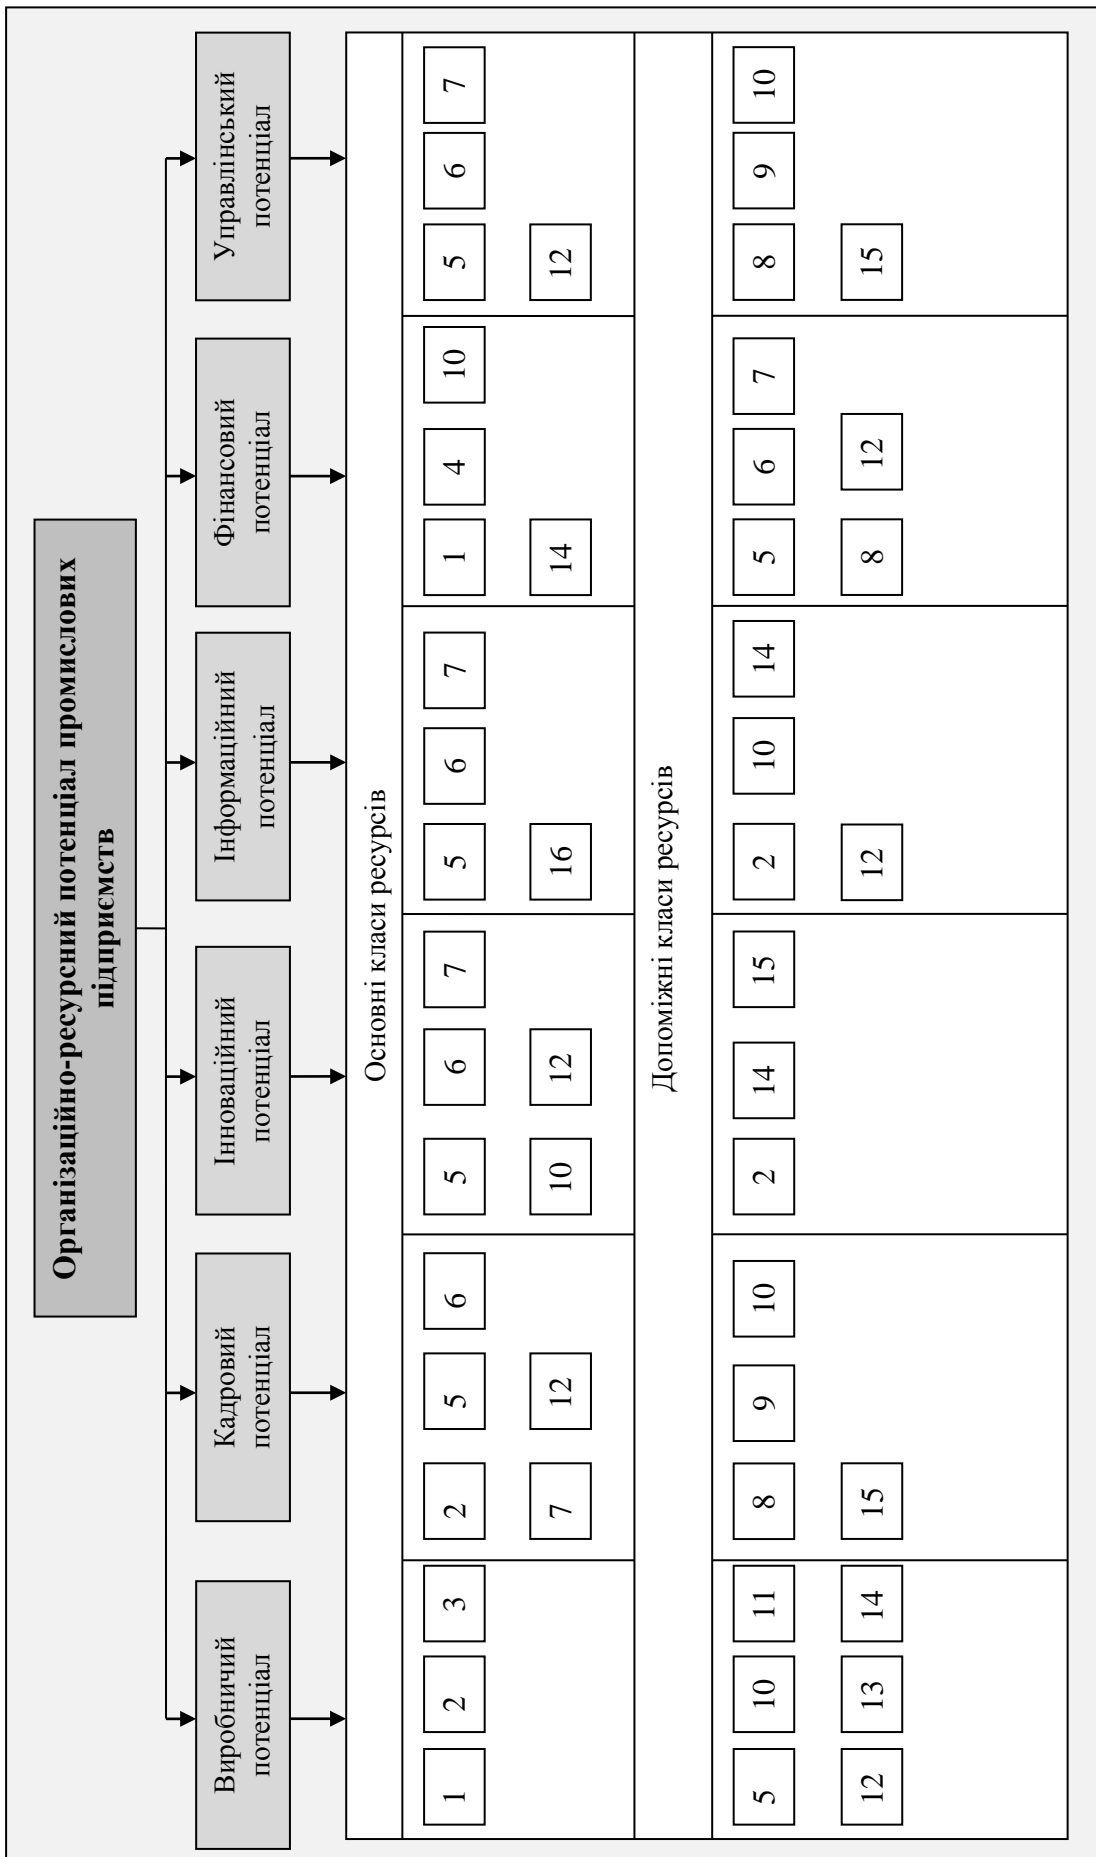 Організаційно-ресурсний потенціал промислових
підприємств
Виробничий
потенціал
Кадровий
потенціал
Інноваційний
потенціал
Інформаційний
потенціал
Фінансовий
потенціал
Управлінський
потенціал
Основні класи ресурсів
1 2 3
2 5 6
7 12
5 6 7
10 12
5 6 7
16
1 4 10
14
5 6 7
12
Допоміжні класи ресурсів
5 10 11
12 13 14
8 9 10
15
2 14 15
2 10 14
12
5 6 7
8 12
8 9 10
15